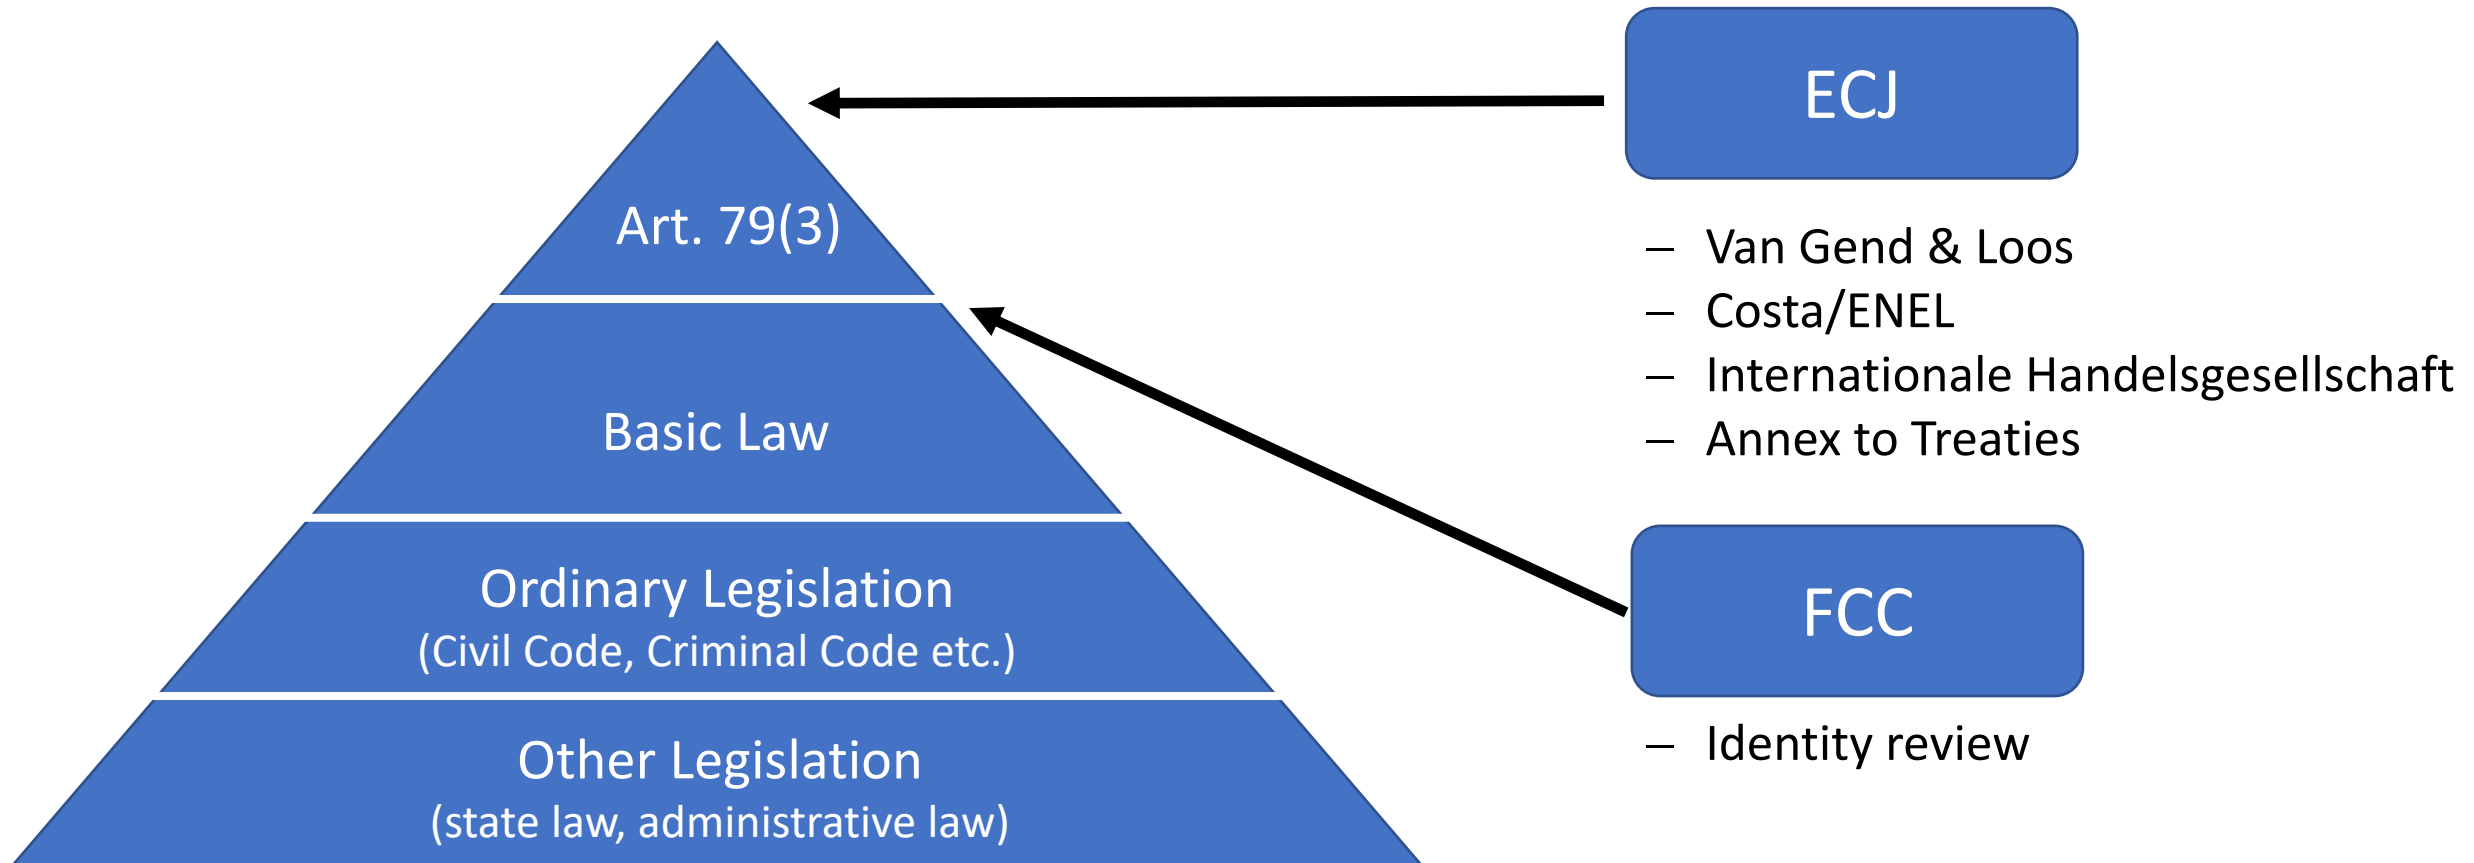 Art. 79(3)
Basic Law
Ordinary Legislation
(Civil Code, Criminal Code etc.)
Other Legislation
(state law, administrative law)
ECJ
– Van Gend & Loos
– Costa/ENEL
– Internationale Handelsgesellschaft
– Annex to Treaties
FCC
– Identity review